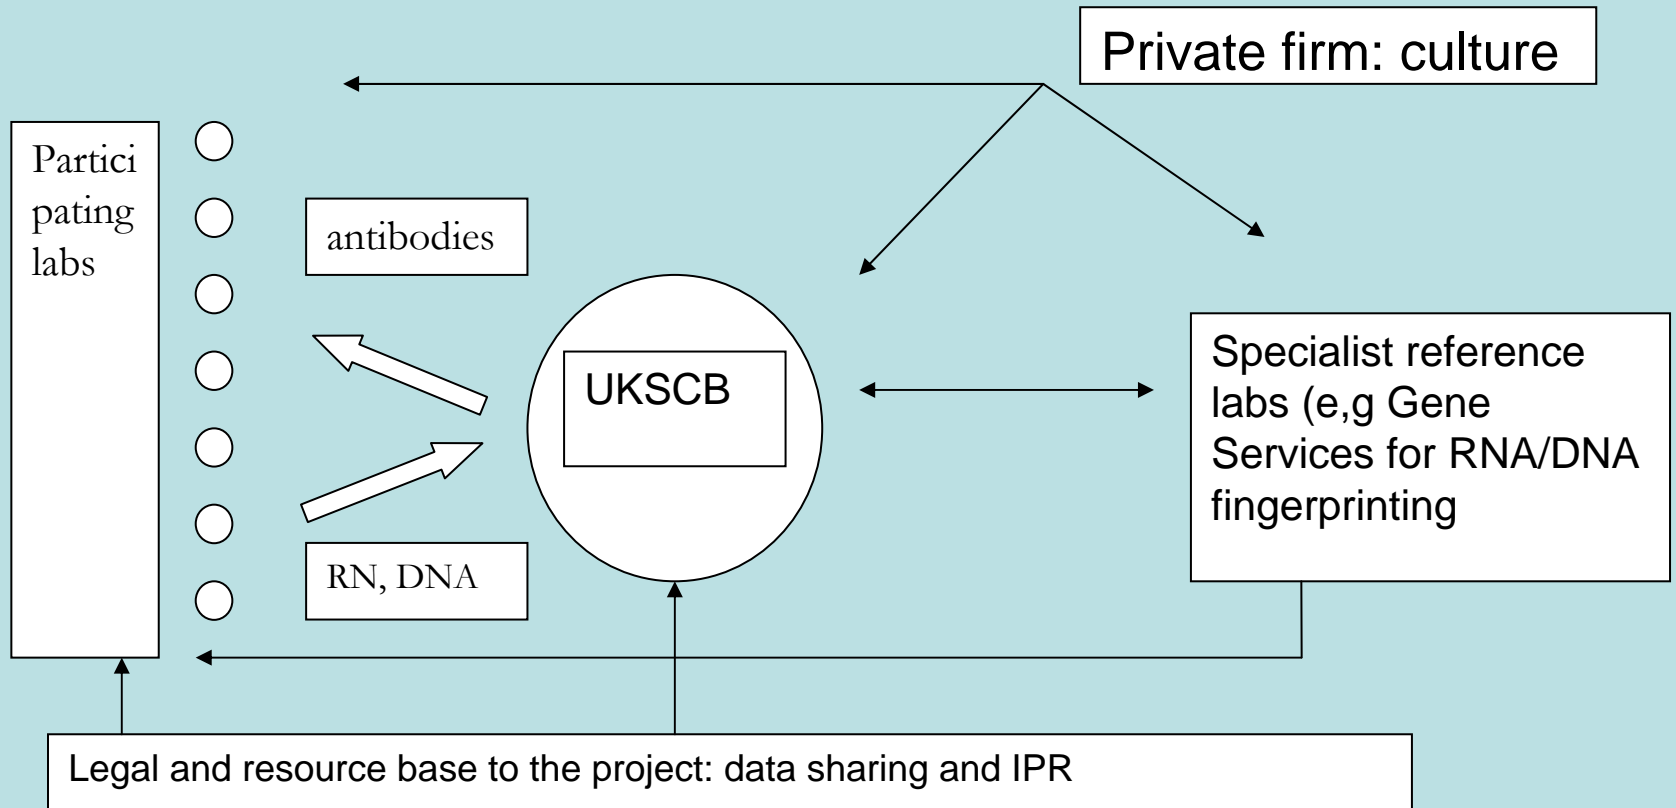 Private firm: culture
Partici
pating
labs
antibodies
UKSCB
RN, DNA
Specialist reference
labs (e,g Gene
Services for RNA/DNA
fingerprinting
Legal and resource base to the project: data sharing and IPR